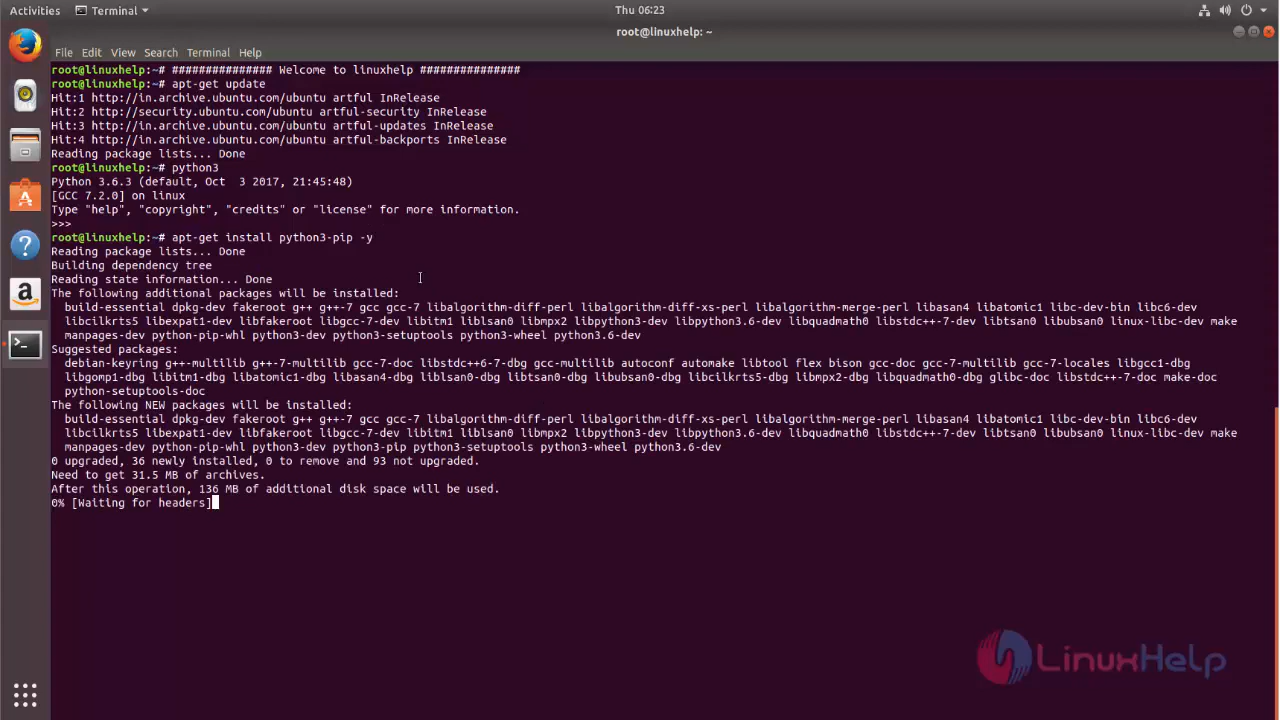 Activities Terminal Thu 06:23
root@linuxhelp: ~
File Edit View Search Terminal Help
root@linuxhelp:~# ############### Welcome to linuxhelp ###############
root@linuxhelp:~# apt-get update
Hit:1 http://in.archive.ubuntu.com/ubuntu artful InRelease
Hit:2 http://security.ubuntu.com/ubuntu artful-security InRelease
Hit:3 http://in.archive.ubuntu.com/ubuntu artful-updates InRelease
Hit:4 http://in.archive.ubuntu.com/ubuntu artful-backports InRelease
Reading package lists... Done
root@linuxhelp:~# python3
Python 3.6.3 (default, Oct  3 2017, 21:45:48)
[GCC 7.2.0] on linux
Type "help", "copyright", "credits" or "license" for more information.
>>>
root@linuxhelp:~# apt-get install python3-pip -y
Reading package lists... Done
Building dependency tree
Reading state information... Done
The following additional packages will be installed:
  build-essential dpkg-dev fakeroot g++ g++-7 gcc gcc-7 libalgorithm-diff-perl libalgorithm-diff-xs-perl libalgorithm-merge-perl libasan4 libatomic1 libc-dev-bin libc6-dev
  libcilkrts5 libexpat1-dev libfakeroot libgcc-7-dev libitm1 liblsan0 libmpx2 libpython3-dev libpython3.6-dev libquadmath0 libstdc++-7-dev libtsan0 libubsan0 linux-libc-dev make
  manpages-dev python-pip-whl python3-dev python3-setuptools python3-wheel python3.6-dev
Suggested packages:
  debian-keyring g++-multilib g++-7-multilib gcc-7-doc libstdc++6-7-dbg gcc-multilib autoconf automake libtool flex bison gcc-doc gcc-7-multilib gcc-7-locales libgcc1-dbg
  libgomp1-dbg libitm1-dbg libatomic1-dbg libasan4-dbg liblsan0-dbg libtsan0-dbg libubsan0-dbg libcilkrts5-dbg libmpx2-dbg libquadmath0-dbg glibc-doc libstdc++-7-doc make-doc
  python-setuptools-doc
The following NEW packages will be installed:
  build-essential dpkg-dev fakeroot g++ g++-7 gcc gcc-7 libalgorithm-diff-perl libalgorithm-diff-xs-perl libalgorithm-merge-perl libasan4 libatomic1 libc-dev-bin libc6-dev
  libcilkrts5 libexpat1-dev libfakeroot libgcc-7-dev libitm1 liblsan0 libmpx2 libpython3-dev libpython3.6-dev libquadmath0 libstdc++-7-dev libtsan0 libubsan0 linux-libc-dev make
  manpages-dev python-pip-whl python3-dev python3-pip python3-setuptools python3-wheel python3.6-dev
0 upgraded, 36 newly installed, 0 to remove and 93 not upgraded.
Need to get 31.5 MB of archives.
After this operation, 136 MB of additional disk space will be used.
0% [Waiting for headers]
LinuxHelp